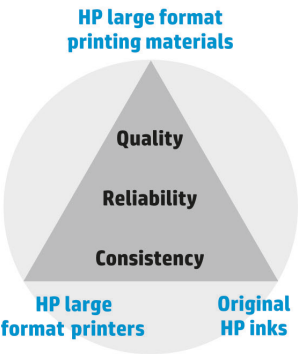 HP large format
printing materials
Quality
Reliability
Consistency
HP large
format printers
Original
HP inks